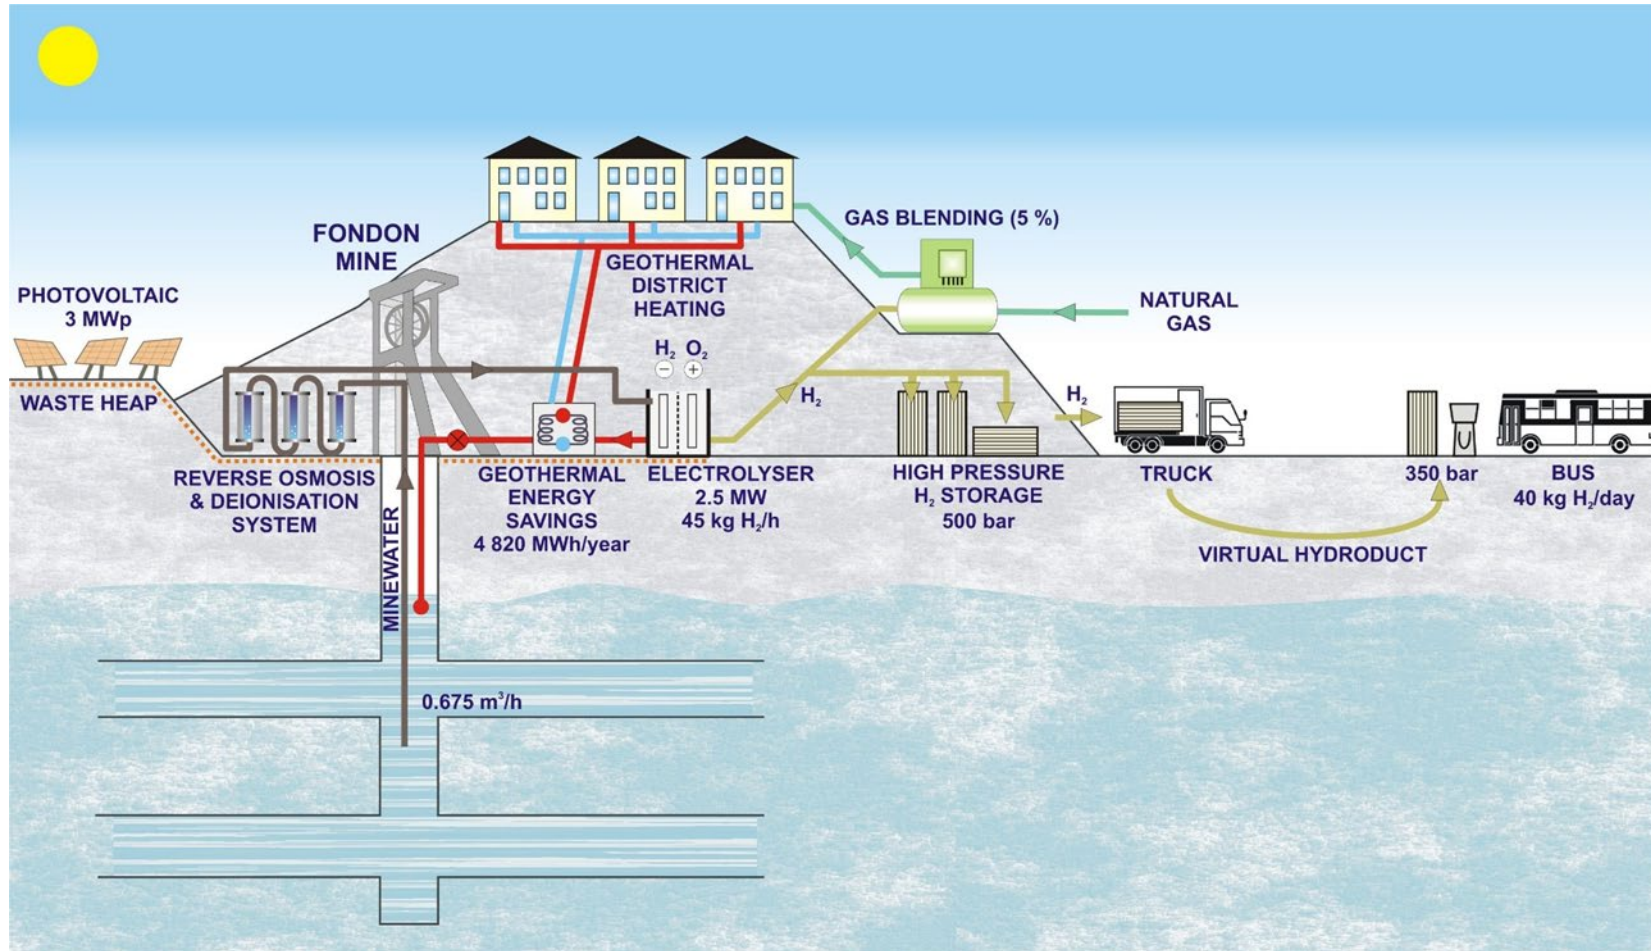 FONDON
MINE
GEOTHERMAL
DISTRICT
HEATING
GAS BLENDING (5 %)
NATURAL
GAS
PHOTOVOLTAIC
3 MWp
WASTE HEAP
H₂ O₂
− +
H₂
H₂
REVERSE OSMOSIS
& DEIONISATION
SYSTEM
MINEWATER
GEOTHERMAL
ENERGY
SAVINGS
4 820 MWh/year
ELECTROLYSER
2.5 MW
45 kg H₂/h
HIGH PRESSURE
H₂ STORAGE
500 bar
TRUCK
350 bar
BUS
40 kg H₂/day
VIRTUAL HYDRODUCT
0.675 m³/h